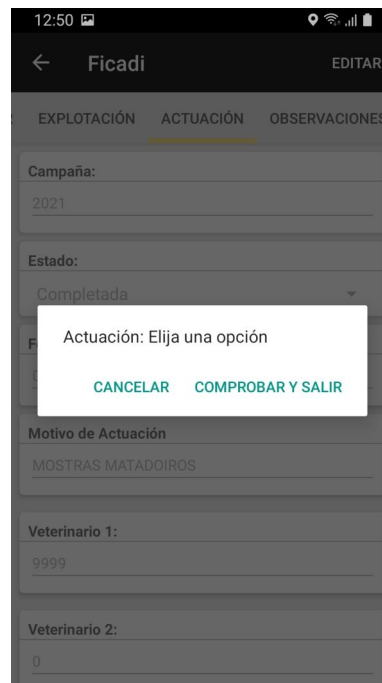 12:50
Ficadi
EDITAR
EXPLOTACIÓN ACTUACIÓN OBSERVACIONES
Campaña:
2021
Estado:
Completada
Actuación: Elija una opción
CANCELAR COMPROBAR Y SALIR
Motivo de Actuación
MOSTRAS MATADOIROS
Veterinario 1:
9999
Veterinario 2:
0